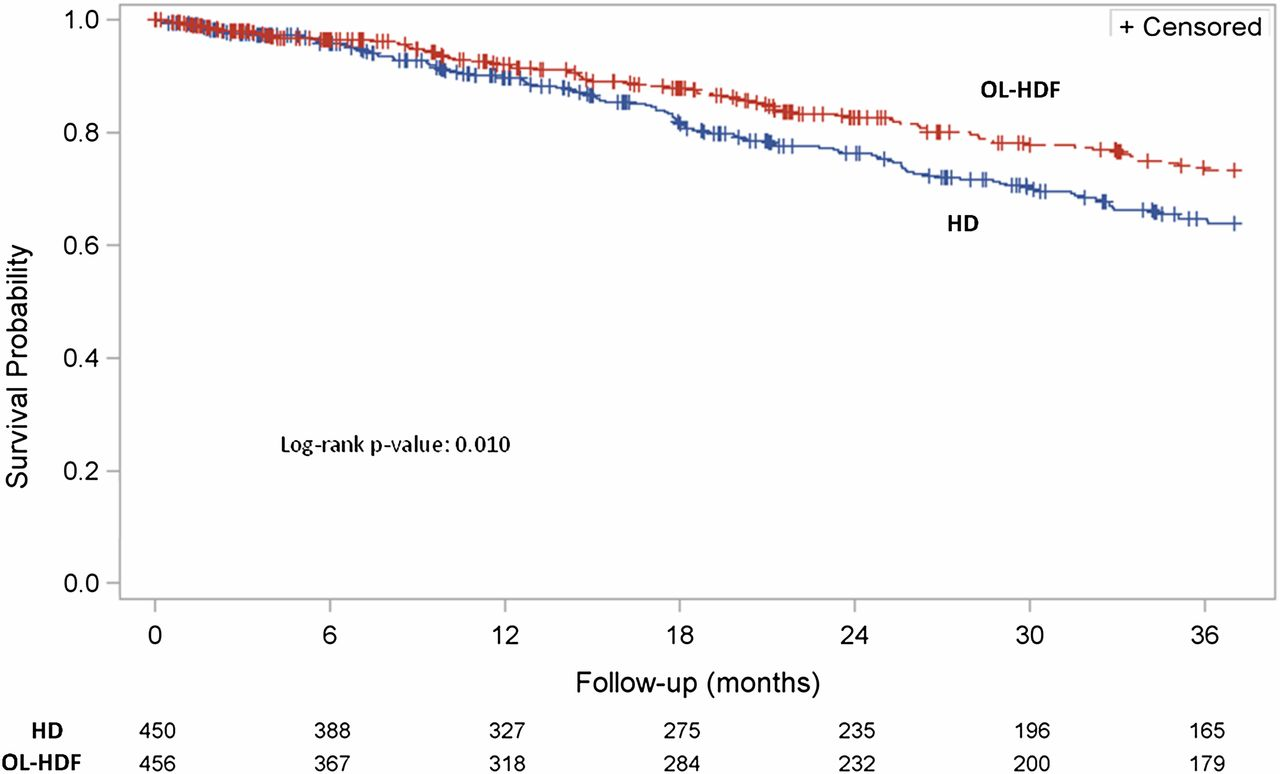 + Censored
1.0
0.8
0.6
0.4
0.2
0.0
Survival Probability
OL-HDF
HD
Log-rank p-value: 0.010
0 6 12 18 24 30 36
Follow-up (months)
HD 450 388 327 275 235 196 165
OL-HDF 456 367 318 284 232 200 179